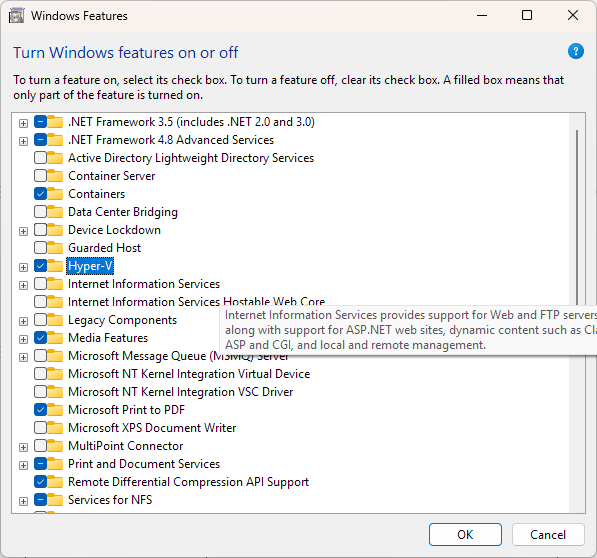 Windows Features
Turn Windows features on or off
?
To turn a feature on, select its check box. To turn a feature off, clear its check box. A filled box means that
only part of the feature is turned on.
.NET Framework 3.5 (includes .NET 2.0 and 3.0)
.NET Framework 4.8 Advanced Services
Active Directory Lightweight Directory Services
Container Server
Containers
Data Center Bridging
Device Lockdown
Guarded Host
Hyper-V
Internet Information Services
Internet Information Services Hostable Web Core
Internet Information Services provides support for Web and FTP servers
along with support for ASP.NET web sites, dynamic content such as Cla
ASP and CGI, and local and remote management.
Legacy Components
Media Features
Microsoft Message Queue (MSMQ) Server
Microsoft NT Kernel Integration Virtual Device
Microsoft NT Kernel Integration VSC Driver
Microsoft Print to PDF
Microsoft XPS Document Writer
MultiPoint Connector
Print and Document Services
Remote Differential Compression API Support
Services for NFS
OK
Cancel